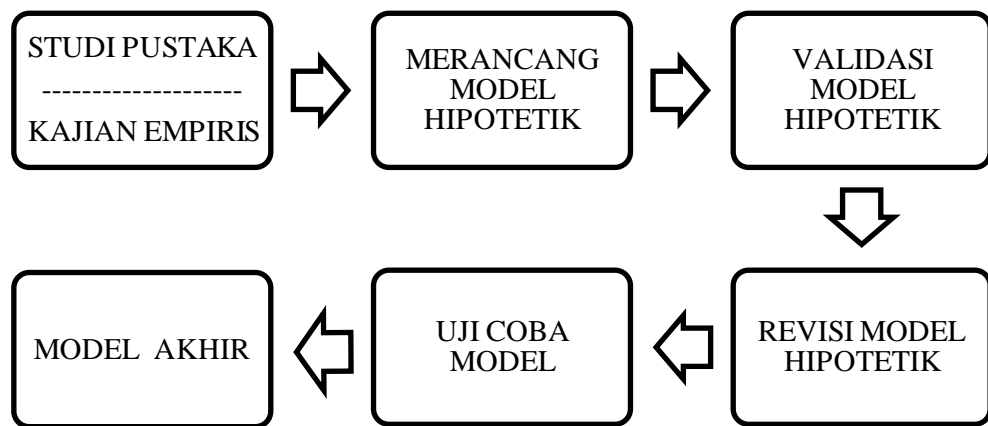 STUDI PUSTAKA
--------------------
KAJIAN EMPIRIS
MERANCANG
MODEL
HIPOTETIK
VALIDASI
MODEL
HIPOTETIK
REVISI MODEL
HIPOTETIK
UJI COBA
MODEL
MODEL AKHIR